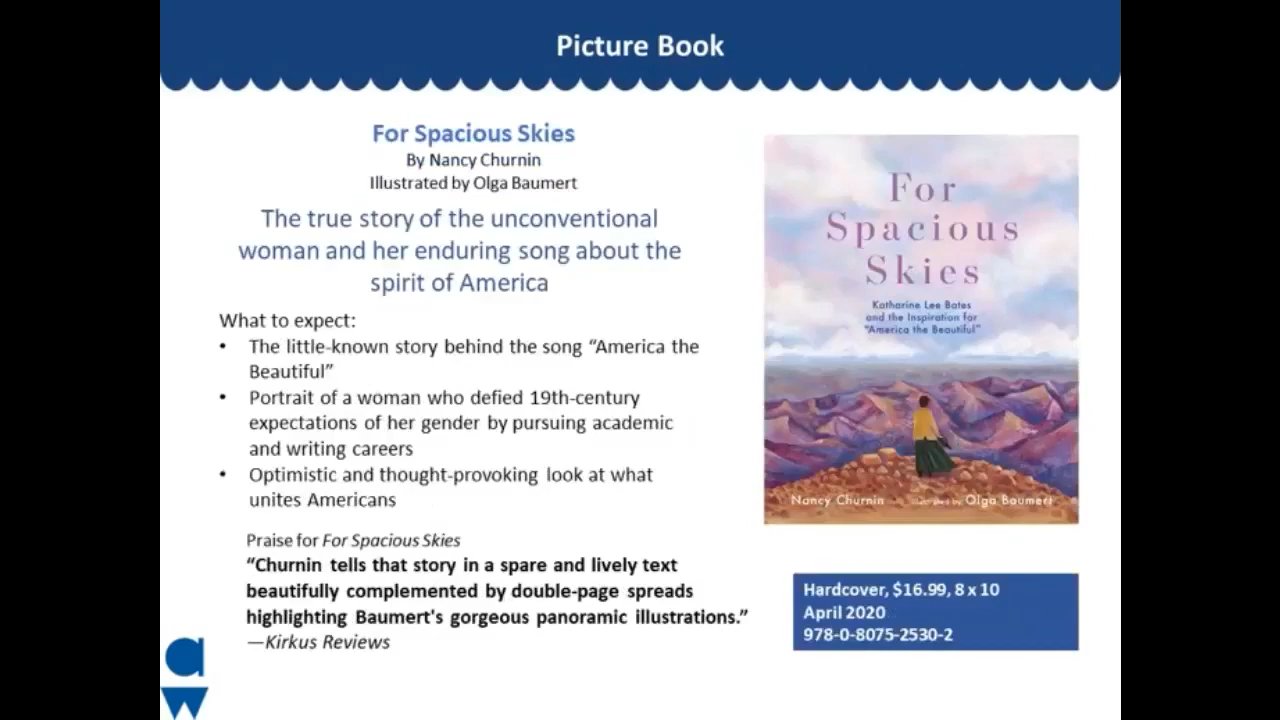 Picture Book
For Spacious Skies
By Nancy Churnin
Illustrated by Olga Baumert
The true story of the unconventional
woman and her enduring song about the
spirit of America
What to expect:
• The little-known story behind the song “America the
Beautiful”
• Portrait of a woman who defied 19th-century
expectations of her gender by pursuing academic
and writing careers
• Optimistic and thought-provoking look at what
unites Americans
Praise for For Spacious Skies
“Churnin tells that story in a spare and lively text
beautifully complemented by double-page spreads
highlighting Baumert's gorgeous panoramic illustrations.”
—Kirkus Reviews
aw
For
Spacious
Skies
Katharine Lee Bates
and the Inspiration for
“America the Beautiful”
Nancy Churnin illustrated by Olga Baumert
Hardcover, $16.99, 8 x 10
April 2020
978-0-8075-2530-2